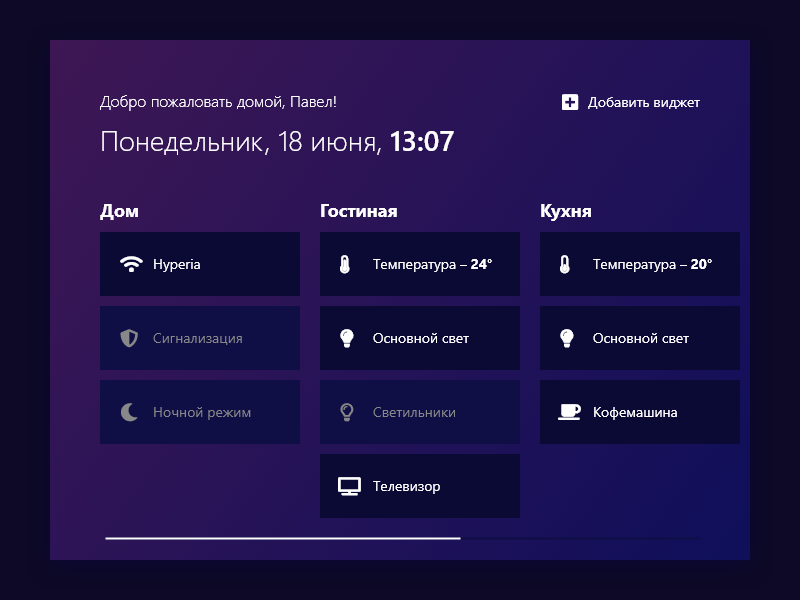 Добро пожаловать домой, Павел!
Добавить виджет
Понедельник, 18 июня, 13:07
Дом
Hyperia
Сигнализация
Ночной режим
Гостиная
Температура – 24°
Основной свет
Светильники
Телевизор
Кухня
Температура – 20°
Основной свет
Кофемашина